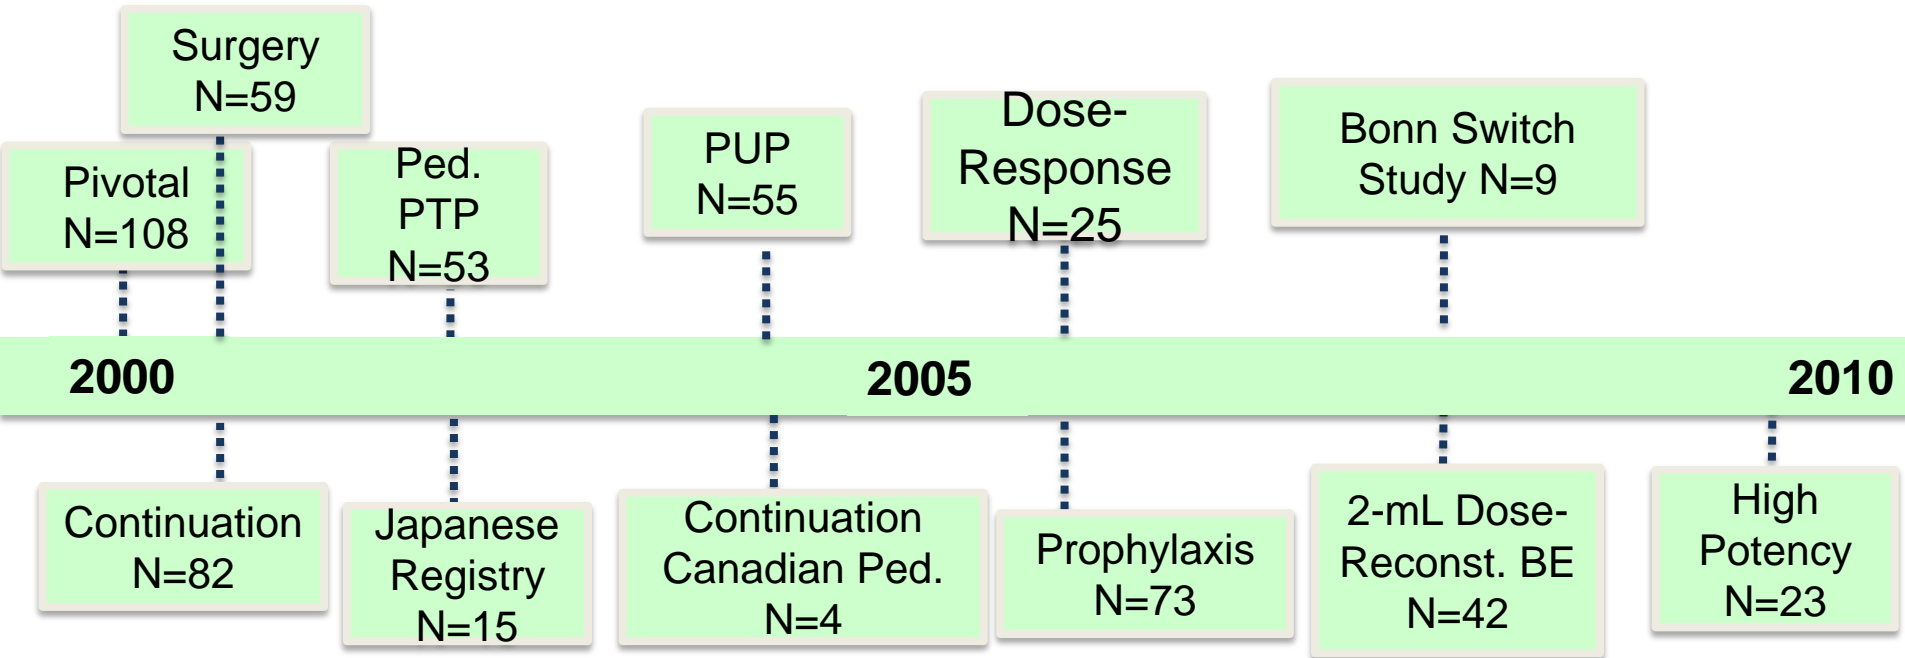 Surgery
N=59
Pivotal
N=108
Ped.
PTP
N=53
PUP
N=55
Dose-
Response
N=25
Bonn Switch
Study N=9
2000
2005
2010
Continuation
N=82
Japanese
Registry
N=15
Continuation
Canadian Ped.
N=4
Prophylaxis
N=73
2-mL Dose-
Reconst. BE
N=42
High
Potency
N=23